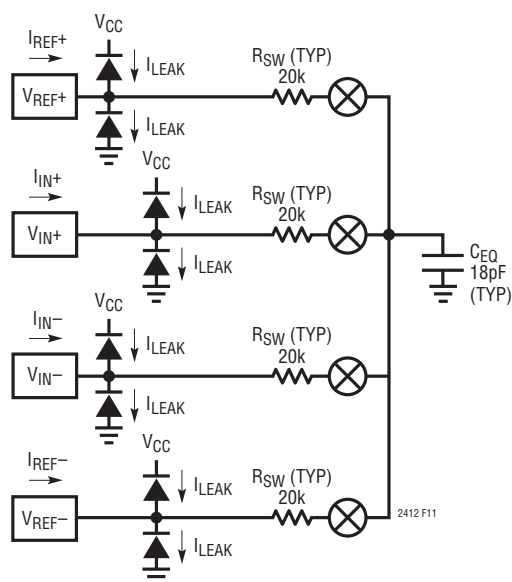 VCC
IREF+
ILEAK
VREF+
ILEAK
RSW (TYP)
20k
VCC
IIN+
ILEAK
VIN+
ILEAK
RSW (TYP)
20k
CEQ
18pF
(TYP)
VCC
IIN–
ILEAK
VIN–
ILEAK
RSW (TYP)
20k
VCC
IREF–
ILEAK
VREF–
ILEAK
RSW (TYP)
20k
2412 F11